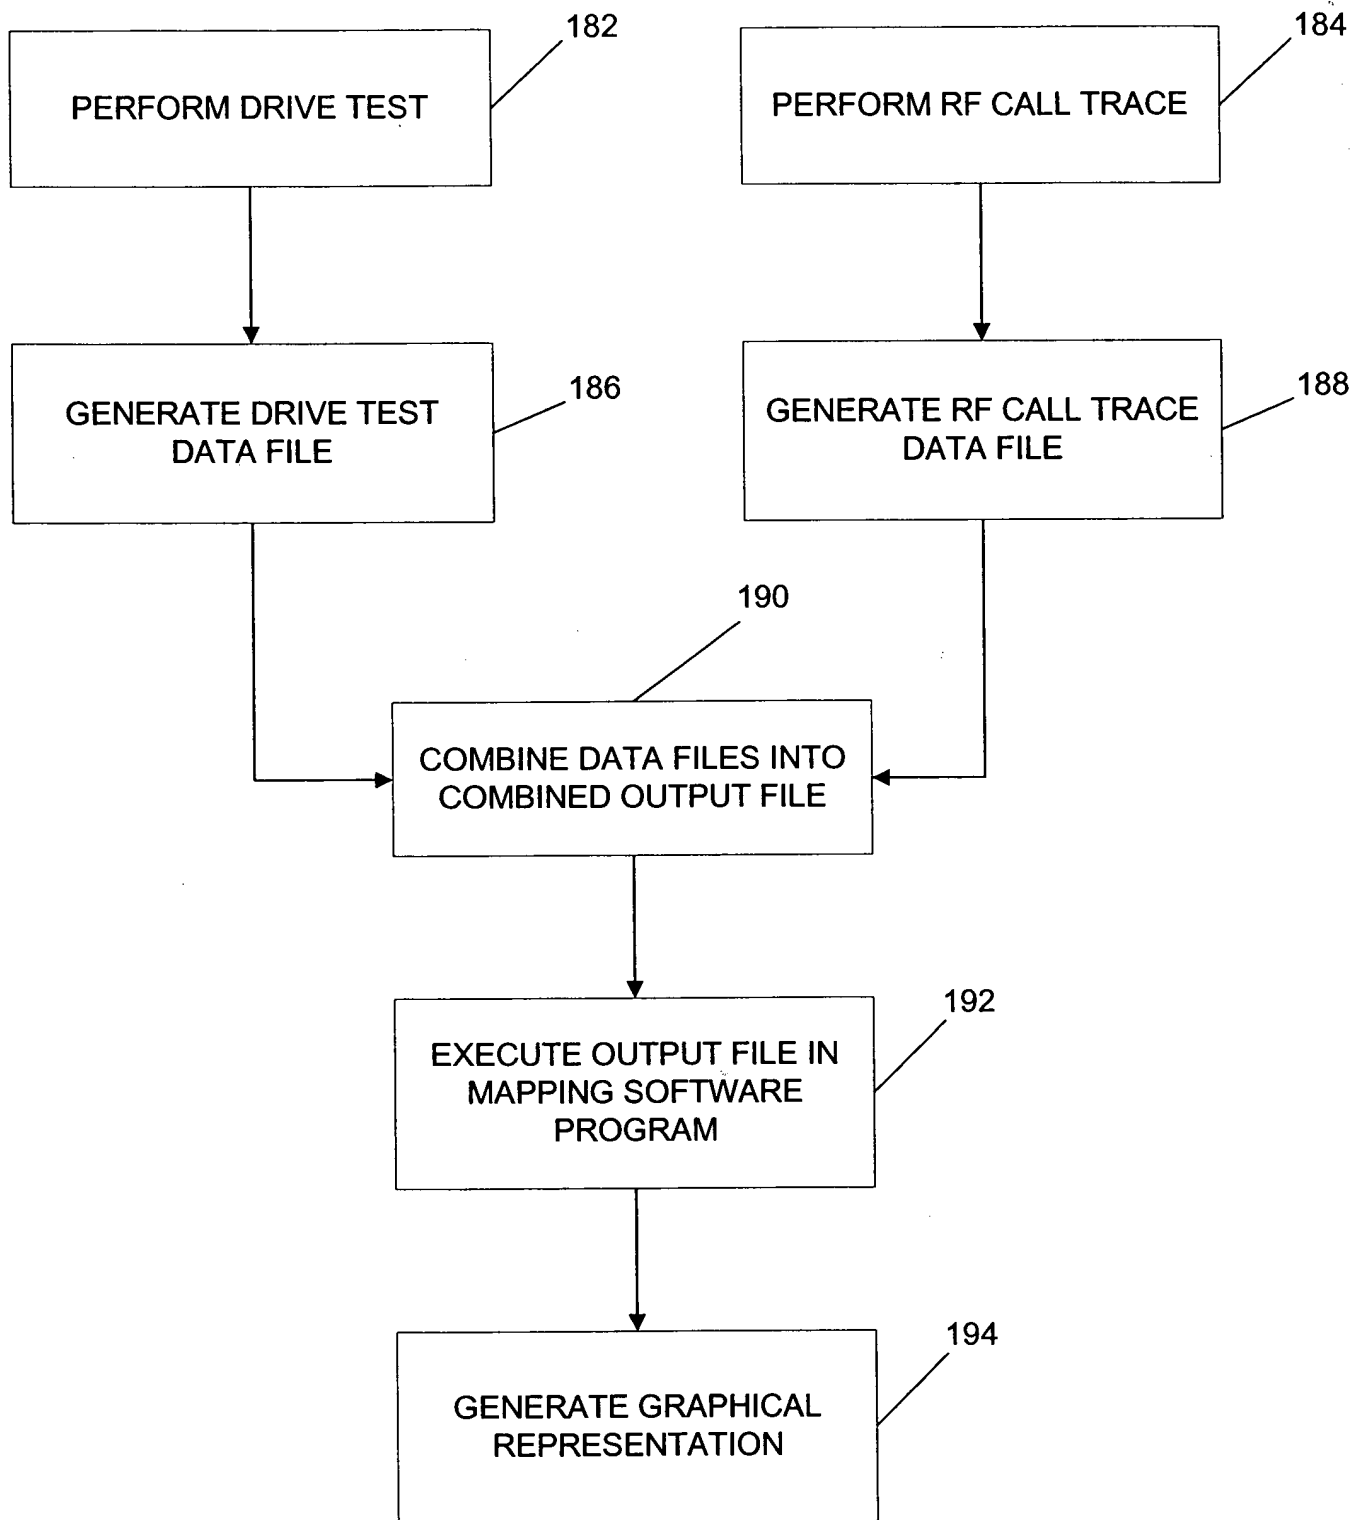 182
184
PERFORM DRIVE TEST
PERFORM RF CALL TRACE
186
188
GENERATE DRIVE TEST
DATA FILE
GENERATE RF CALL TRACE
DATA FILE
190
COMBINE DATA FILES INTO
COMBINED OUTPUT FILE
192
EXECUTE OUTPUT FILE IN
MAPPING SOFTWARE
PROGRAM
194
GENERATE GRAPHICAL
REPRESENTATION